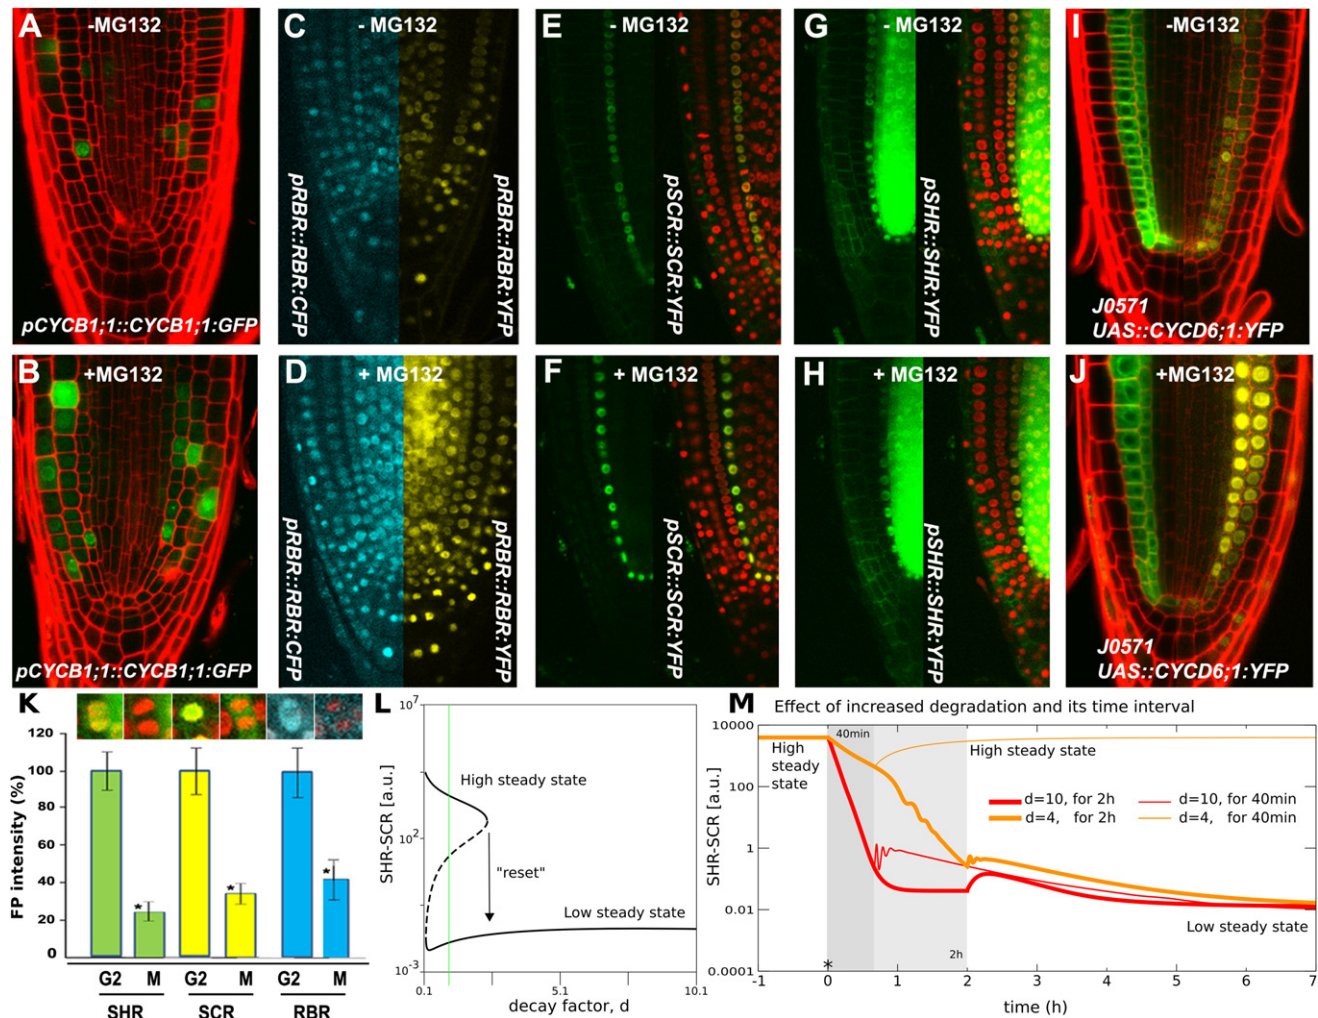 A
-MG132
pCYCB1;1::CYCB1;1:GFP
C
- MG132
pRBR::RBR:CFP
pRBR::RBR:YFP
E
- MG132
pSCR::SCR:YFP
G
- MG132
pSHR::SHR:YFP
I
-MG132
J0571
UAS::CYCD6;1:YFP
B
+MG132
pCYCB1;1::CYCB1;1:GFP
D
+ MG132
pRBR::RBR:CFP
pRBR::RBR:YFP
F
+ MG132
pSCR::SCR:YFP
H
+ MG132
pSHR::SHR:YFP
J
+MG132
J0571
UAS::CYCD6;1:YFP
K
FP intensity (%)
120
100
80
60
40
20
0
*
*
*
G2 M G2 M G2 M
SHR SCR RBR
L
SHR-SCR [a.u.]
10^7
10^2
10^-3
High steady state
"reset"
Low steady state
0.1 5.1 10.1
decay factor, d
M
Effect of increased degradation and its time interval
SHR-SCR [a.u.]
10000
100
1
0.01
0.0001
40min
High
steady
state
High steady state
d=10, for 2h
d=10, for 40min
d=4, for 2h
d=4, for 40min
Low steady state
2h
*
-1 0 1 2 3 4 5 6 7
time (h)